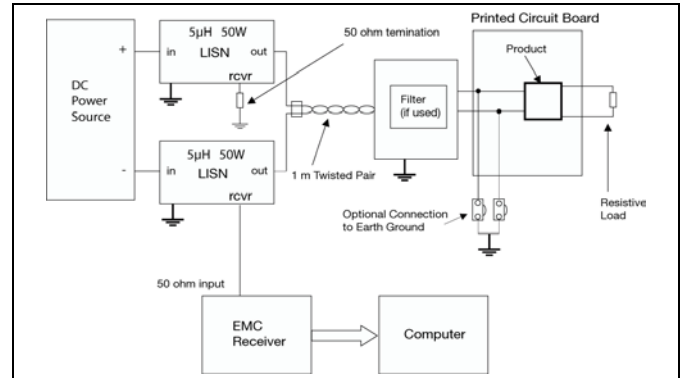 Printed Circuit Board
5µH 50W
LISN
in
out
rcvr
50 ohm temination
Product
+
DC
Power
Source
-
Filter
(if used)
5µH 50W
LISN
in
out
rcvr
1 m Twisted Pair
Optional Connection
to Earth Ground
Resistive
Load
50 ohm input
EMC
Receiver
Computer